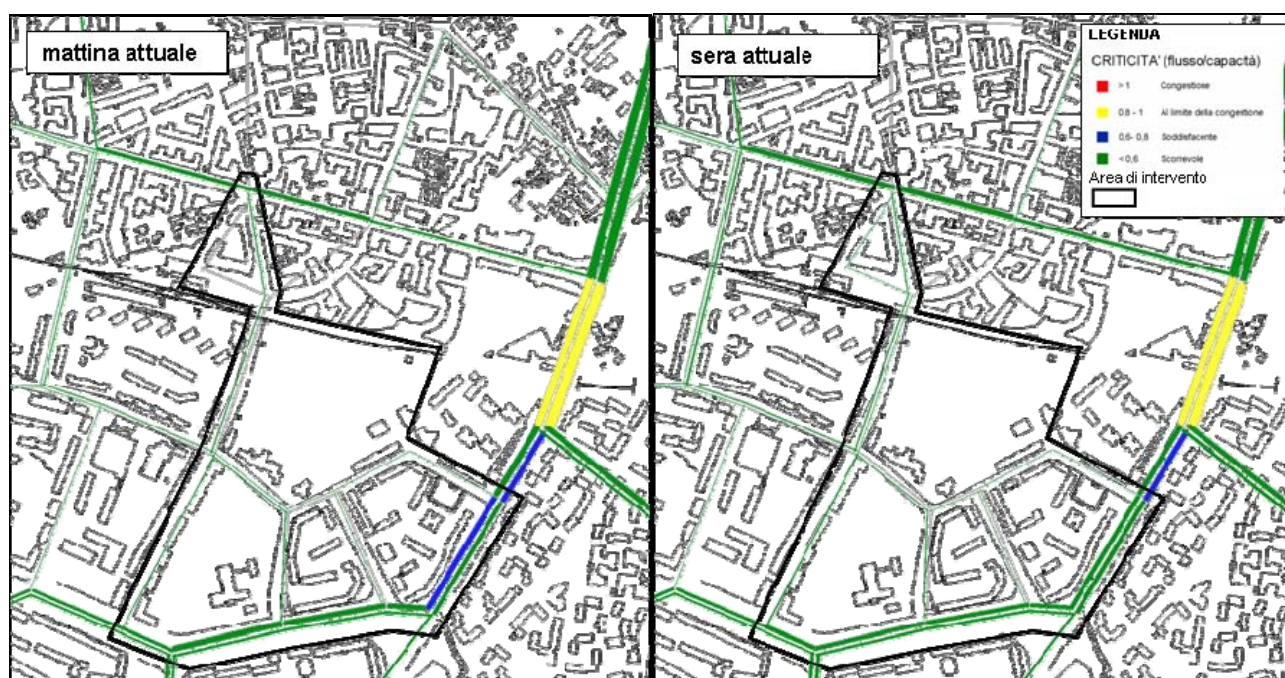 mattina attuale
sera attuale
LEGENDA
CRITICITA' (flusso/capacità)
> 1 Congestione
0,8 - 1 Al limite della congestione
0,6- 0,8 Soddisfacente
< 0,6 Scorrevole
Area di intervento